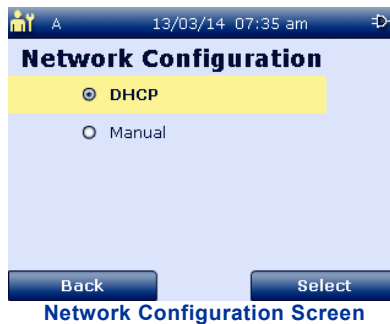 A 13/03/14 07:35 am
Network Configuration
DHCP
Manual
Back Select
Network Configuration Screen